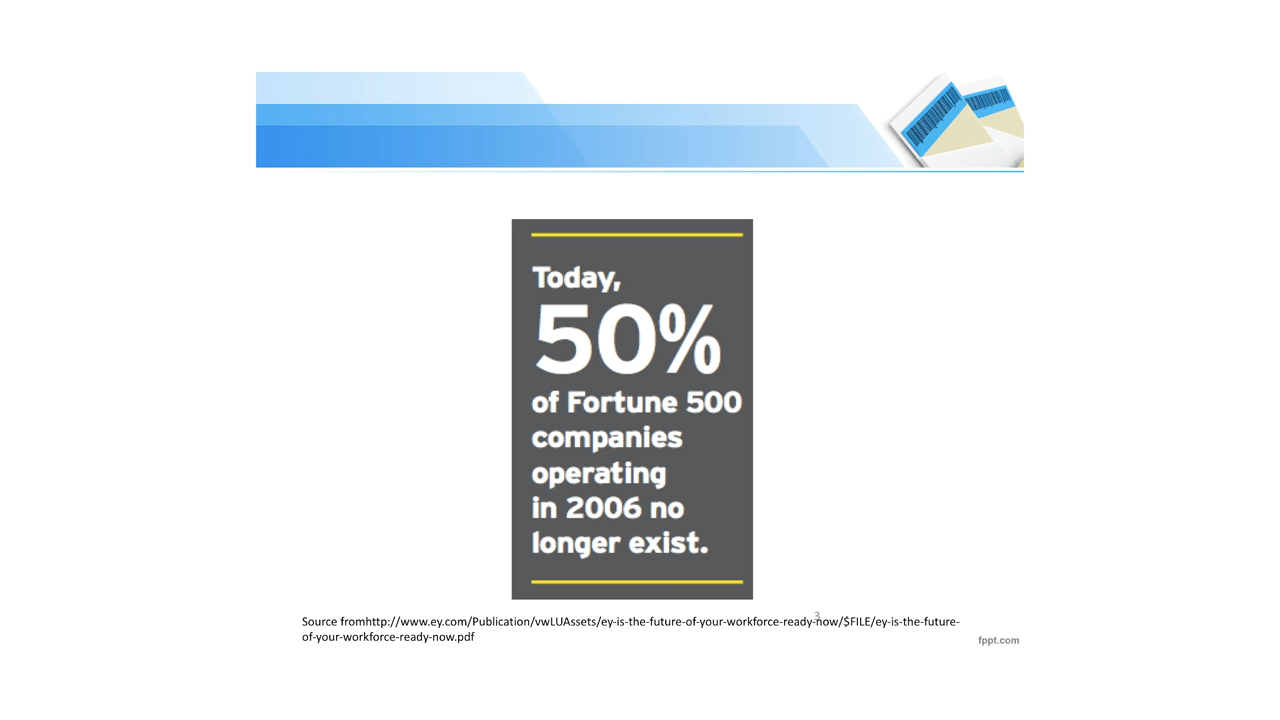 Today,
50%
of Fortune 500
companies
operating
in 2006 no
longer exist.
3
Source fromhttp://www.ey.com/Publication/vwLUAssets/ey-is-the-future-of-your-workforce-ready-now/$FILE/ey-is-the-future-
of-your-workforce-ready-now.pdf
fppt.com